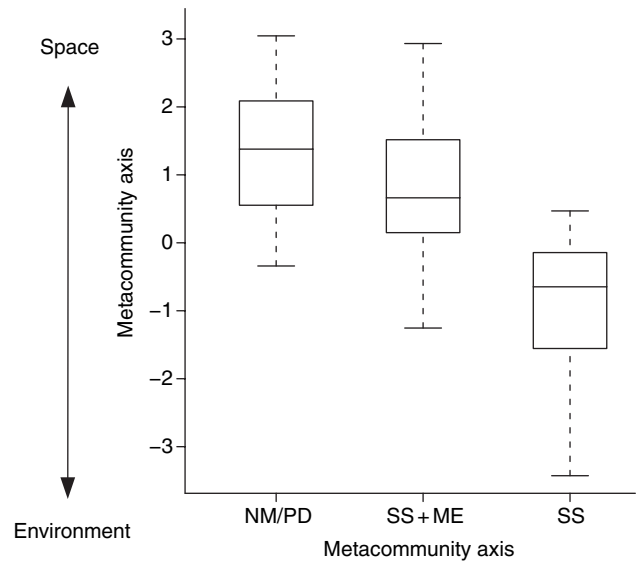 Space
Environment
Metacommunity axis
3
2
1
0
−1
−2
−3
NM/PD
SS + ME
SS
Metacommunity axis